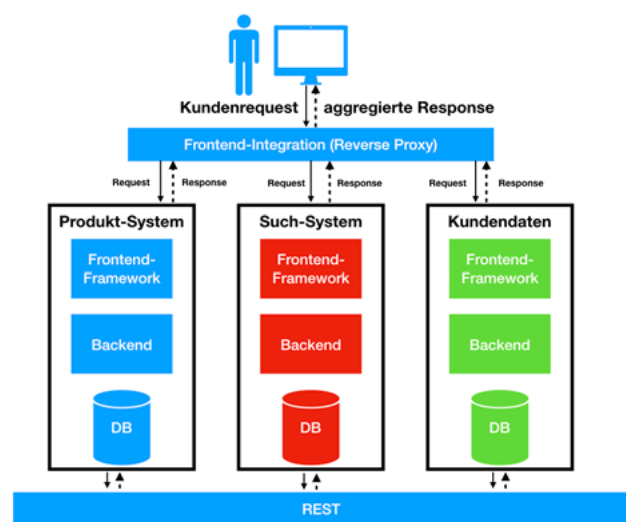 Kundenrequest aggregierte Response
Frontend-Integration (Reverse Proxy)
Request Response Request Response Request Response
Produkt-System
Frontend-
Framework
Backend
DB
Such-System
Frontend-
Framework
Backend
DB
Kundendaten
Frontend-
Framework
Backend
DB
REST